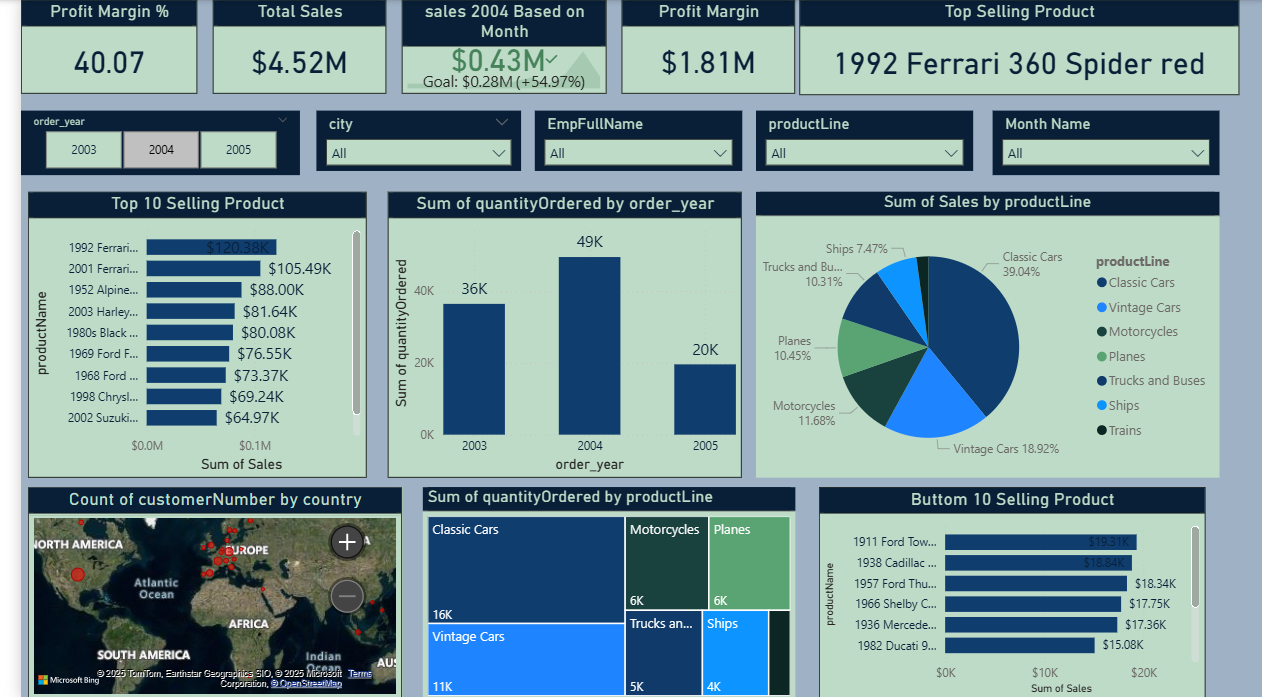 Profit Margin %
40.07
Total Sales
$4.52M
sales 2004 Based on
Month
$0.43M
Goal: $0.28M (+54.97%)
Profit Margin
$1.81M
Top Selling Product
1992 Ferrari 360 Spider red
order_year
2003
2004
2005
city
All
EmpFullName
All
productLine
All
Month Name
All
Top 10 Selling Product
productName
1992 Ferrari...
$120.38K
2001 Ferrari...
$105.49K
1952 Alpine...
$88.00K
2003 Harley...
$81.64K
1980s Black ...
$80.08K
1969 Ford F...
$76.55K
1968 Ford ...
$73.37K
1998 Chrysl...
$69.24K
2002 Suzuki...
$64.97K
$0.0M
$0.1M
Sum of Sales
Sum of quantityOrdered by order_year
Sum of quantityOrdered
40K
20K
0K
36K
49K
20K
2003
2004
2005
order_year
Sum of Sales by productLine
Ships 7.47%
Trucks and Bu...
10.31%
Planes
10.45%
Motorcycles
11.68%
Vintage Cars 18.92%
Classic Cars
39.04%
productLine
Classic Cars
Vintage Cars
Motorcycles
Planes
Trucks and Buses
Ships
Trains
Count of customerNumber by country
NORTH AMERICA
EUROPE
A
Atlantic
Ocean
AFRICA
SOUTH AMERICA
Indian
Ocean
AUS
Microsoft Bing
© 2025 TomTom, Earthstar Geographics SIO, © 2025 Microsoft
Corporation, © OpenStreetMap
Terms
Sum of quantityOrdered by productLine
Classic Cars
16K
Vintage Cars
11K
Motorcycles
6K
Planes
6K
Trucks an...
5K
Ships
4K
Buttom 10 Selling Product
productName
1911 Ford Tow...
$19.31K
1938 Cadillac ...
$18.84K
1957 Ford Thu...
$18.34K
1966 Shelby C...
$17.75K
1936 Mercede...
$17.36K
1982 Ducati 9...
$15.08K
$0K
$10K
$20K
Sum of Sales